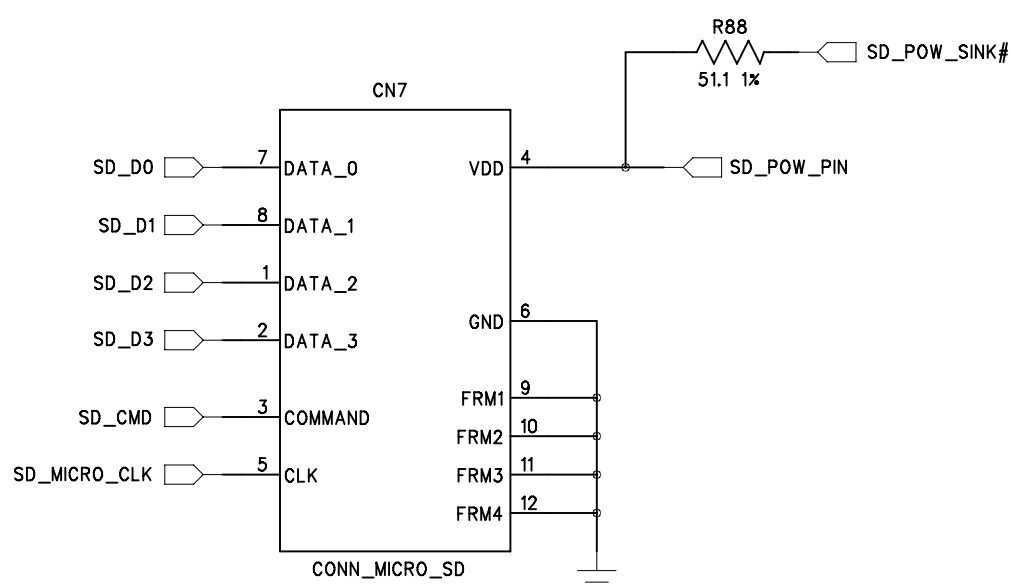 R88
SD_POW_SINK#
51.1 1%
CN7
SD_D0 7 DATA_0 VDD 4 SD_POW_PIN
SD_D1 8 DATA_1
SD_D2 1 DATA_2
SD_D3 2 DATA_3
GND 6
SD_CMD 3 COMMAND
FRM1 9
FRM2 10
SD_MICRO_CLK 5 CLK
FRM3 11
FRM4 12
CONN_MICRO_SD